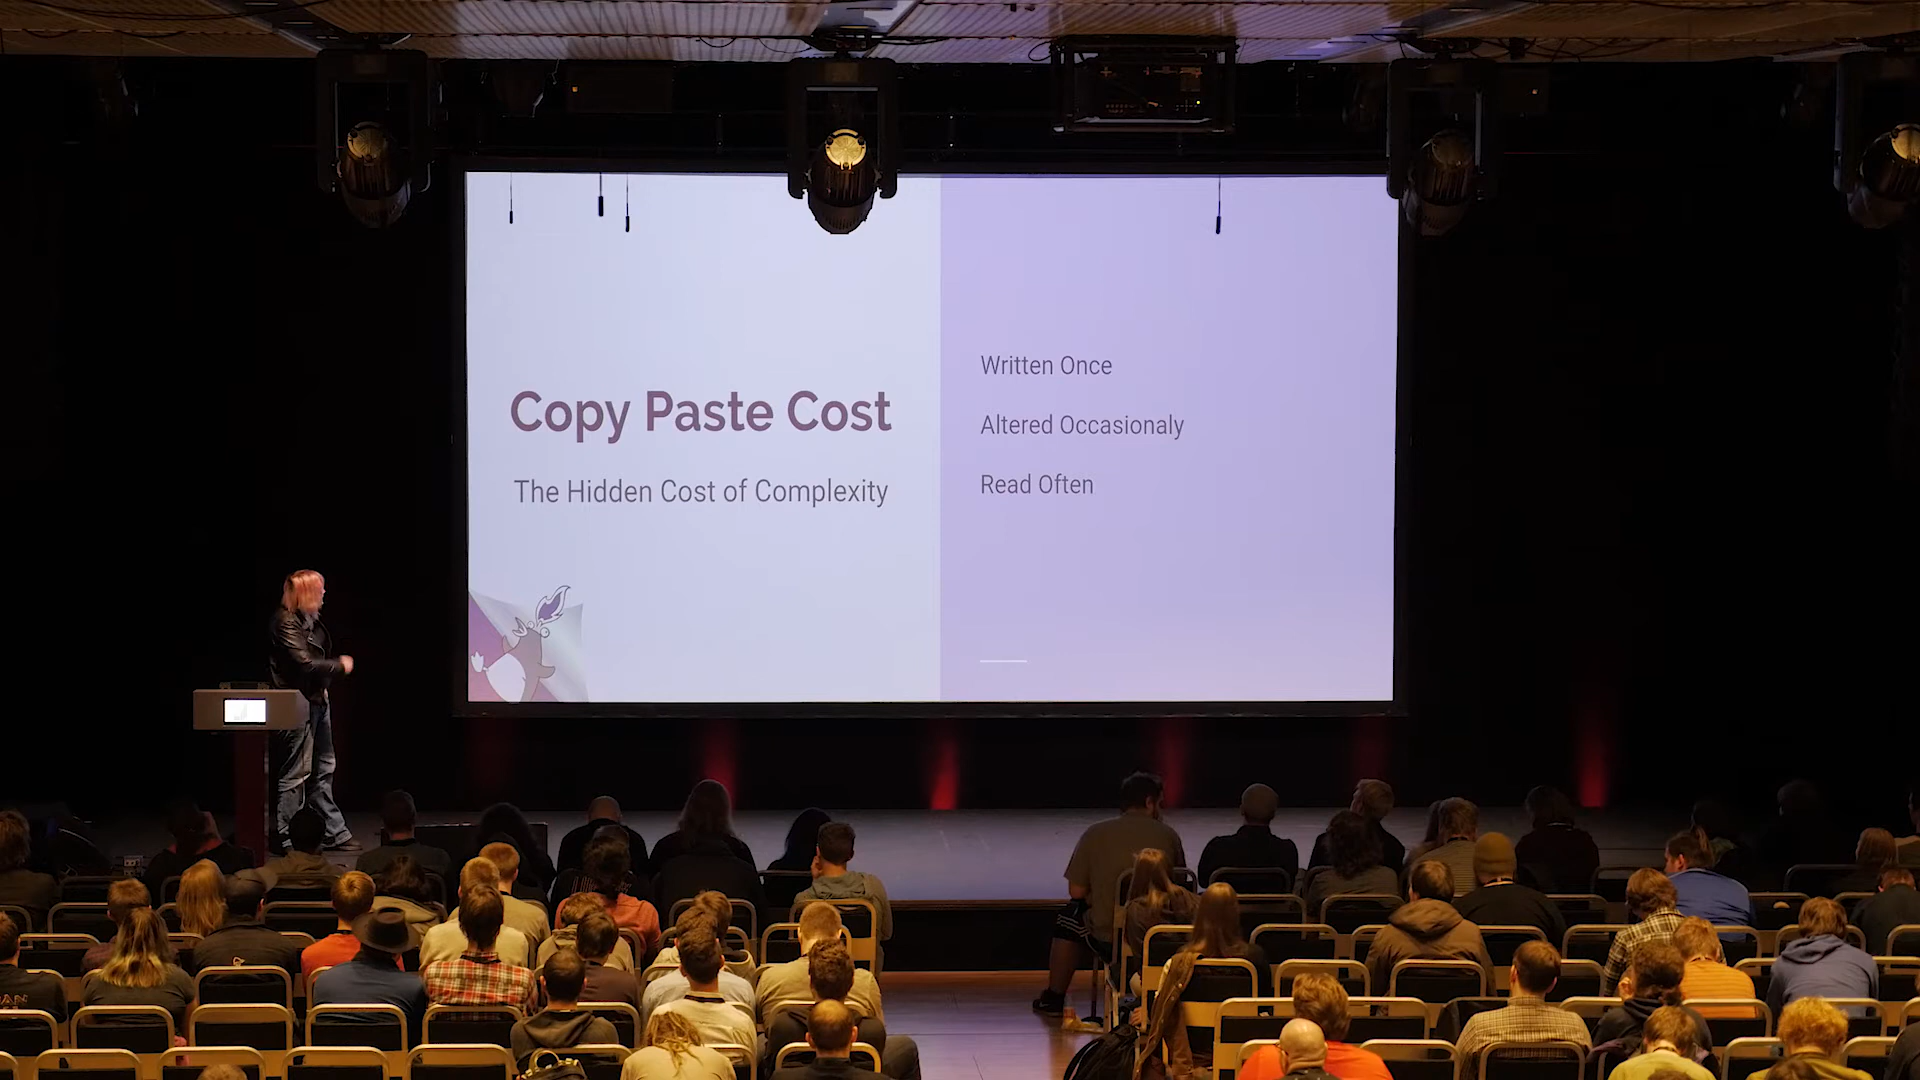 Copy Paste Cost
The Hidden Cost of Complexity
Written Once
Altered Occasionaly
Read Often